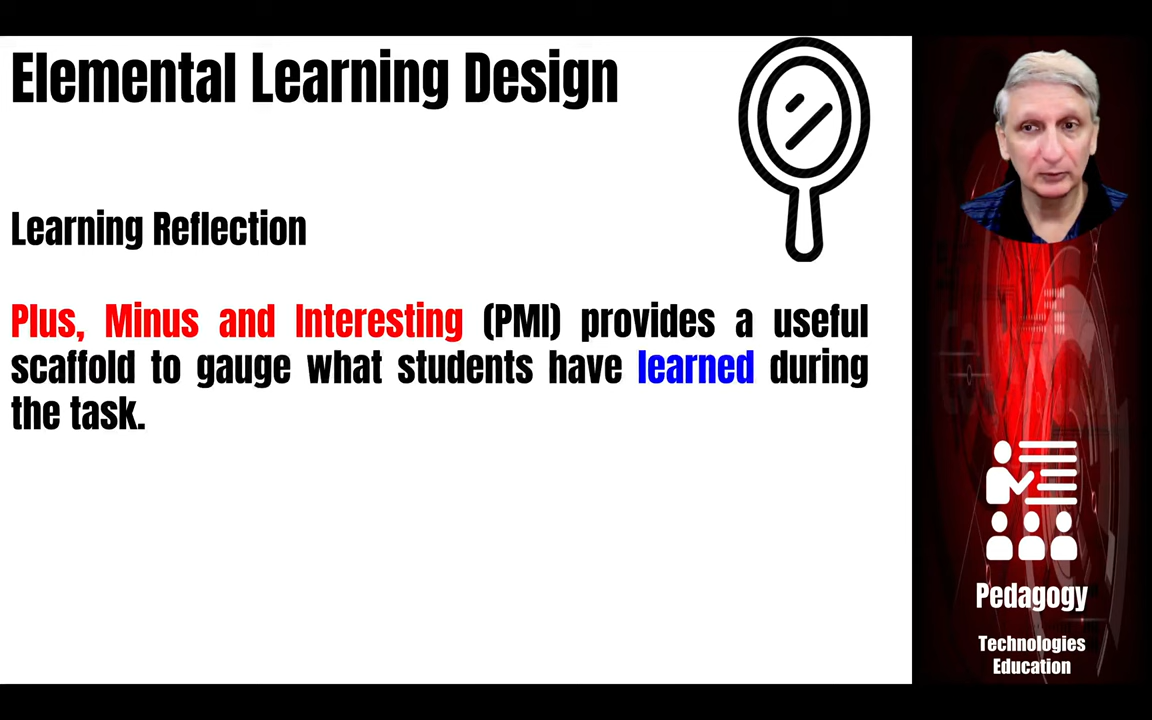 Elemental Learning Design
Learning Reflection
Plus, Minus and Interesting (PMI) provides a useful
scaffold to gauge what students have learned during
the task.
Pedagogy
Technologies
Education